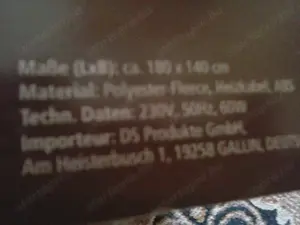 Maße (LxB): ca. 180 x 140 cm
Material: Polyester-Fleece, Heizkabel, ABS
Techn. Daten: 230V, 50Hz, 60W
Importeur: DS Produkte GmbH,
Am Heisterbusch 1, 19258 GALLIN, DEUTS